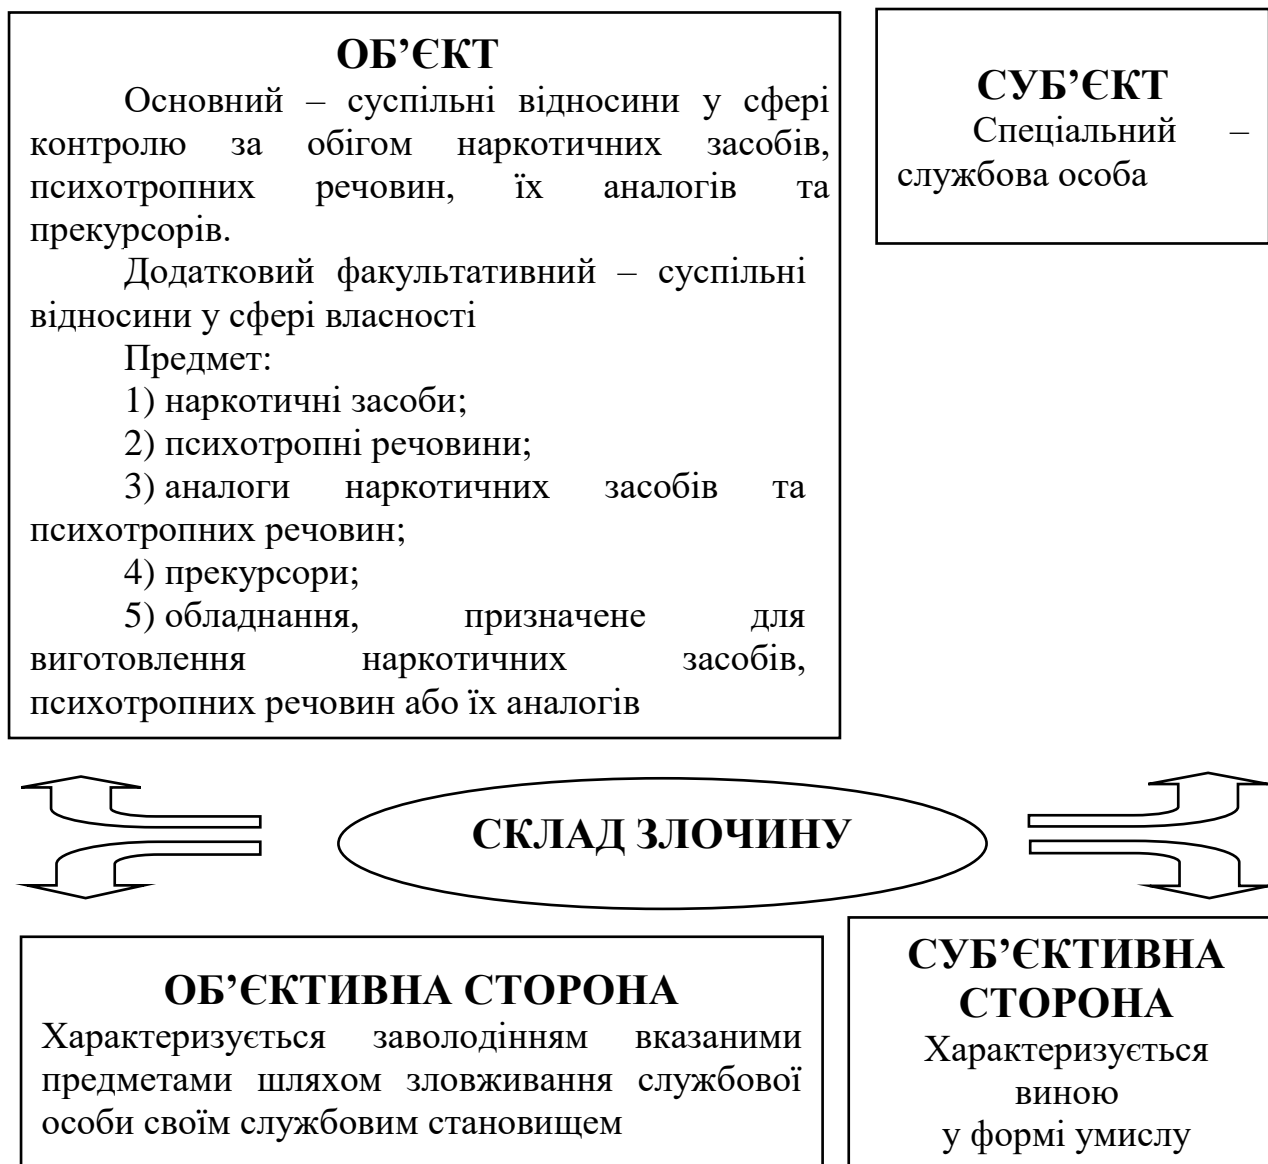 ОБ’ЄКТ
Основний – суспільні відносини у сфері
контролю за обігом наркотичних засобів,
психотропних речовин, їх аналогів та
прекурсорів.
Додатковий факультативний – суспільні
відносини у сфері власності
Предмет:
1) наркотичні засоби;
2) психотропні речовини;
3) аналоги наркотичних засобів та
психотропних речовин;
4) прекурсори;
5) обладнання, призначене для
виготовлення наркотичних засобів,
психотропних речовин або їх аналогів
СУБ’ЄКТ
Спеціальний –
службова особа
СКЛАД ЗЛОЧИНУ
ОБ’ЄКТИВНА СТОРОНА
Характеризується заволодінням вказаними
предметами шляхом зловживання службової
особи своїм службовим становищем
СУБ’ЄКТИВНА
СТОРОНА
Характеризується
виною
у формі умислу